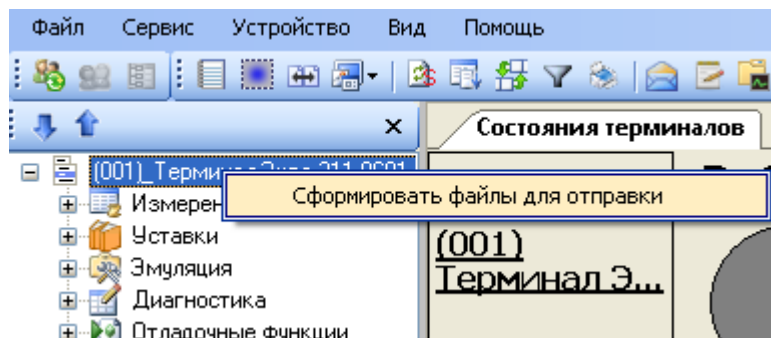 Файл Сервис Устройство Вид Помощь
Состояния терминалов
(001)_Терми
Сформировать файлы для отправки
Измерен
Уставки
(001)
Эмуляция
Терминал Э...
Диагностика
Отладочные функции